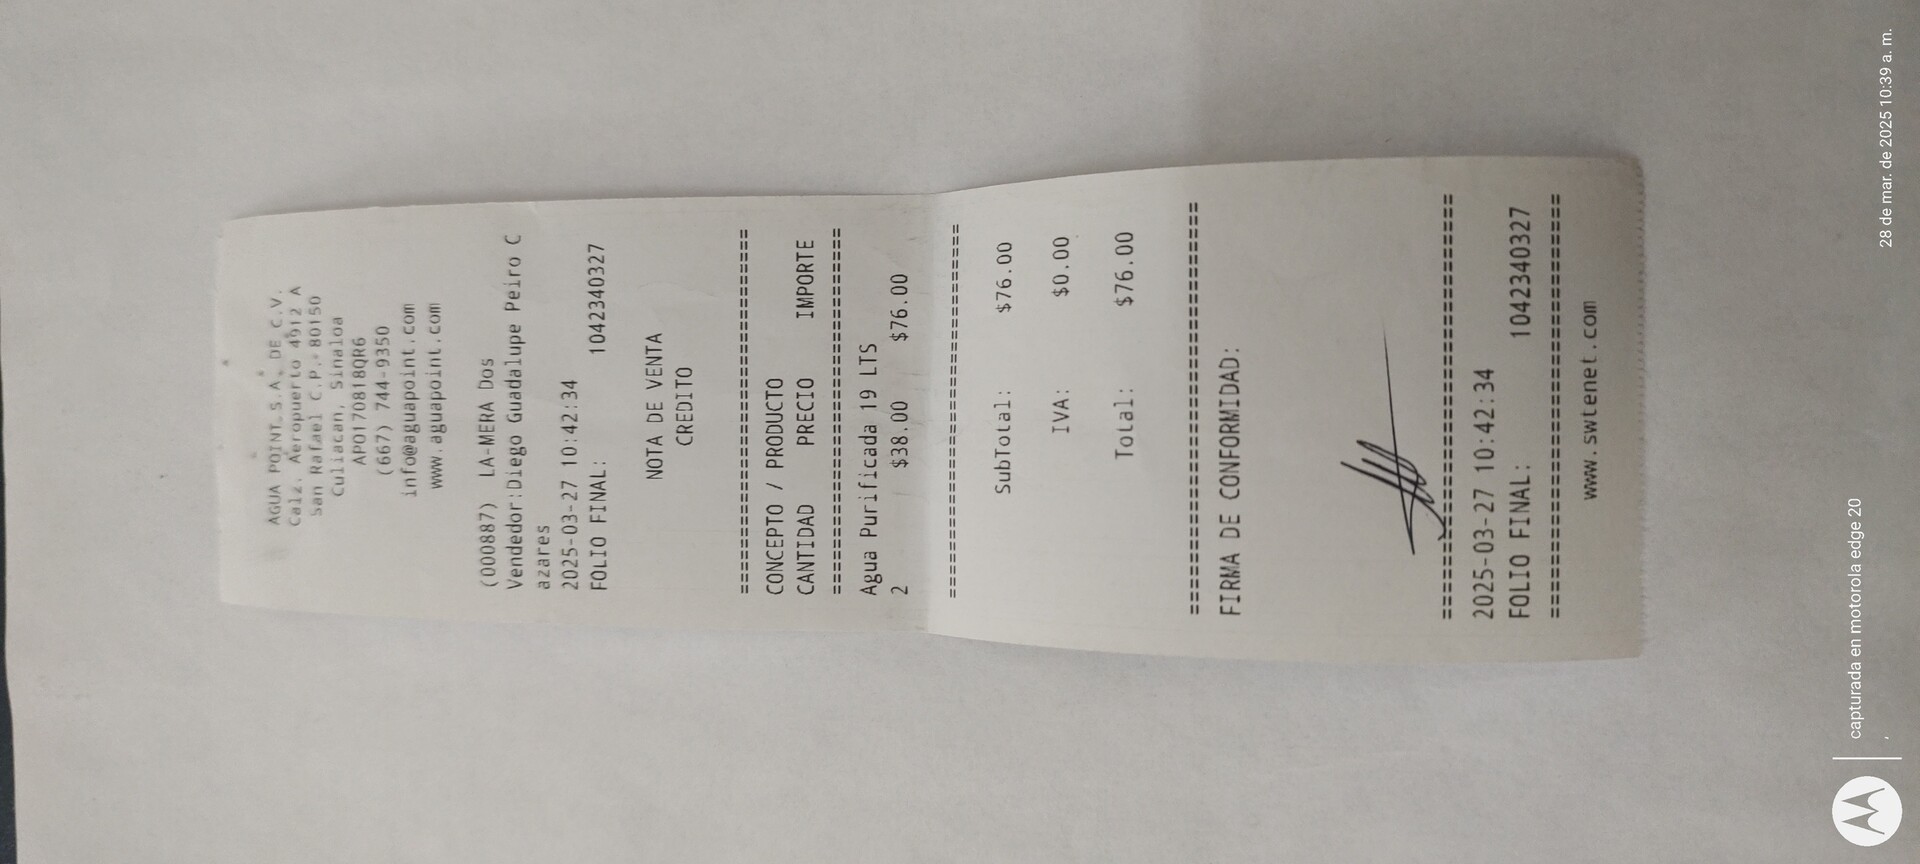 AGUA POINT S.A. DE C.V.
Calz. Aeropuerto 4912 A
San Rafael C.P. 80150
Culiacan, Sinaloa
APO170818QR6
(667) 744-9350
info@aguapoint.com
www.aguapoint.com
(000887) LA-MERA Dos
Vendedor:Diego Guadalupe Peiro C
azares
2025-03-27 10:42:34
FOLIO FINAL: 1042340327
NOTA DE VENTA
CREDITO
================================
CONCEPTO / PRODUCTO
CANTIDAD PRECIO IMPORTE
================================
Agua Purificada 19 LTS
2 $38.00 $76.00
================================
SubTotal: $76.00
IVA: $0.00
Total: $76.00
================================
FIRMA DE CONFORMIDAD:
================================
2025-03-27 10:42:34
FOLIO FINAL: 1042340327
================================
www.swtenet.com
capturada en motorola edge 20
,
28 de mar. de 2025 10:39 a. m.